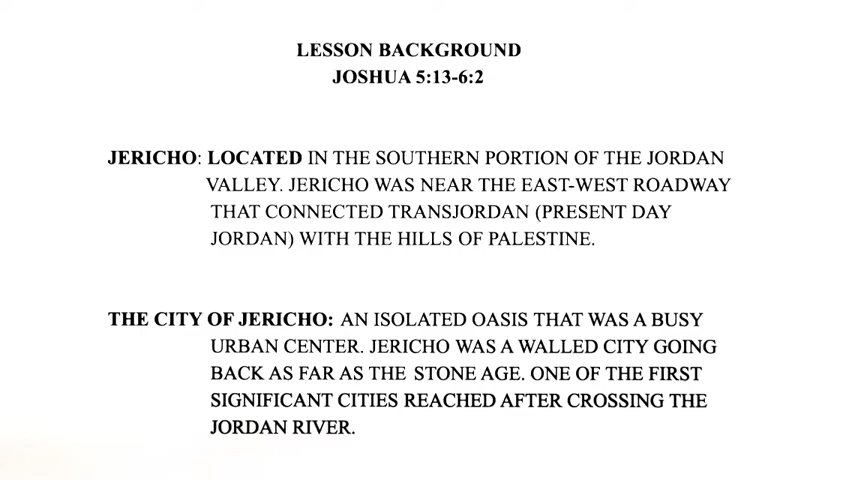 LESSON BACKGROUND
JOSHUA 5:13-6:2
JERICHO: LOCATED IN THE SOUTHERN PORTION OF THE JORDAN
VALLEY. JERICHO WAS NEAR THE EAST-WEST ROADWAY
THAT CONNECTED TRANSJORDAN (PRESENT DAY
JORDAN) WITH THE HILLS OF PALESTINE.
THE CITY OF JERICHO: AN ISOLATED OASIS THAT WAS A BUSY
URBAN CENTER. JERICHO WAS A WALLED CITY GOING
BACK AS FAR AS THE STONE AGE. ONE OF THE FIRST
SIGNIFICANT CITIES REACHED AFTER CROSSING THE
JORDAN RIVER.